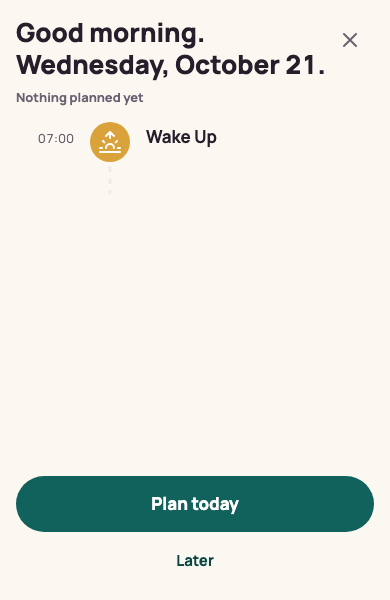 Good morning.
Wednesday, October 21.
Nothing planned yet
07:00
Wake Up
Plan today
Later